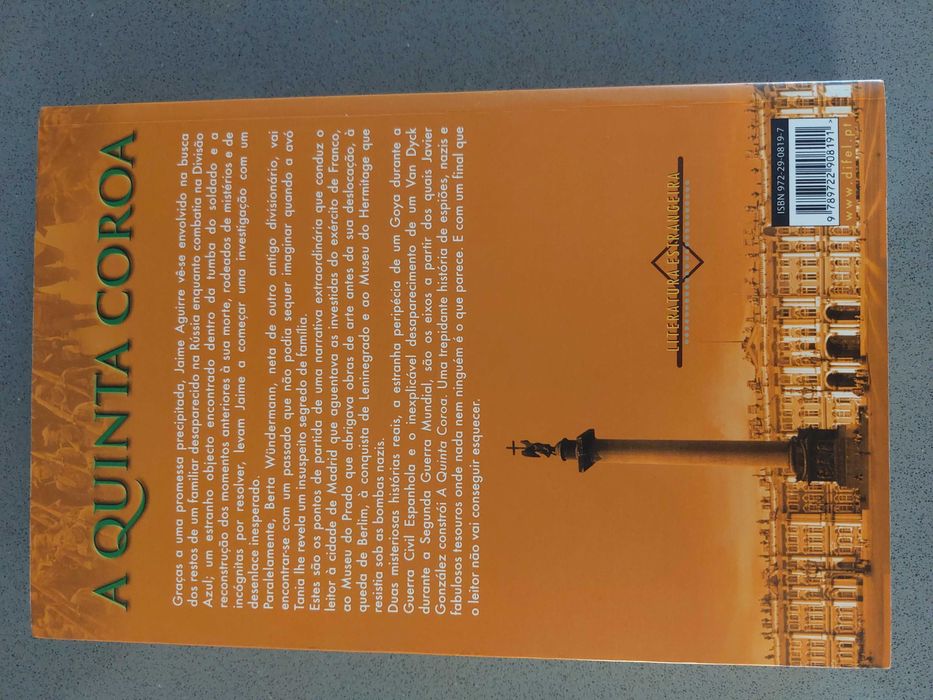 A QUINTA COROA
Graças a uma promessa precipitada, Jaime Aguirre vê-se envolvido na busca
dos restos de um familiar desaparecido na Rússia enquanto combatia na Divisão
Azul; um estranho objecto encontrado dentro da tumba do soldado e a
reconstrução dos momentos anteriores à sua morte, rodeados de mistérios e de
incógnitas por resolver, levam Jaime a começar uma investigação com um
desenlace inesperado.
Paralelamente, Berta Wündermann, neta de outro antigo divisionário, vai
encontrar-se com um passado que não podia sequer imaginar quando a avó
Tania lhe revela um insuspeito segredo de família.
Estes são os pontos de partida de uma narrativa extraordinária que conduz o
leitor à cidade de Madrid que aguentava as investidas do exército de Franco,
ao Museu do Prado que abrigava obras de arte antes da sua deslocação, à
queda de Berlim, à conquista de Leninegrado e ao Museu do Hermitage que
resistia sob as bombas nazis.
Duas misteriosas histórias reais, a estranha peripécia de um Goya durante a
Guerra Civil Espanhola e o inexplicável desaparecimento de um Van Dyck
durante a Segunda Guerra Mundial, são os eixos a partir dos quais Javier
González constrói A Quinta Coroa. Uma trepidante história de espiões, nazis e
fabulosos tesouros onde nada nem ninguém é o que parece. E com um final que
o leitor não vai conseguir esquecer.
LITERATURA ESTRANGEIRA
ISBN 972-29-0819-7
9 789722 908191 >
www.difel.pt